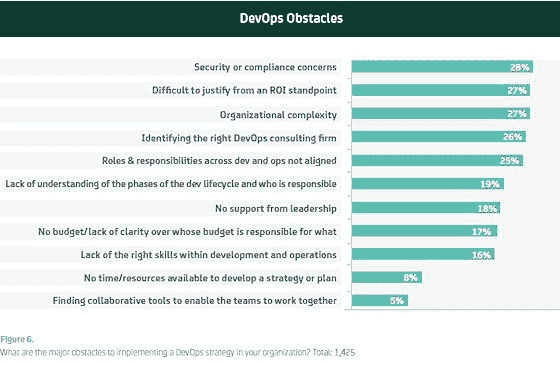 DevOps Obstacles
Security or compliance concerns 28%
Difficult to justify from an ROI standpoint 27%
Organizational complexity 27%
Identifying the right DevOps consulting firm 26%
Roles & responsibilities across dev and ops not aligned 25%
Lack of understanding of the phases of the dev lifecycle and who is responsible 19%
No support from leadership 18%
No budget/lack of clarity over whose budget is responsible for what 17%
Lack of the right skills within development and operations 16%
No time/resources available to develop a strategy or plan 8%
Finding collaborative tools to enable the teams to work together 5%
Figure 6.
What are the major obstacles to implementing a DevOps strategy in your organization? Total: 1,425